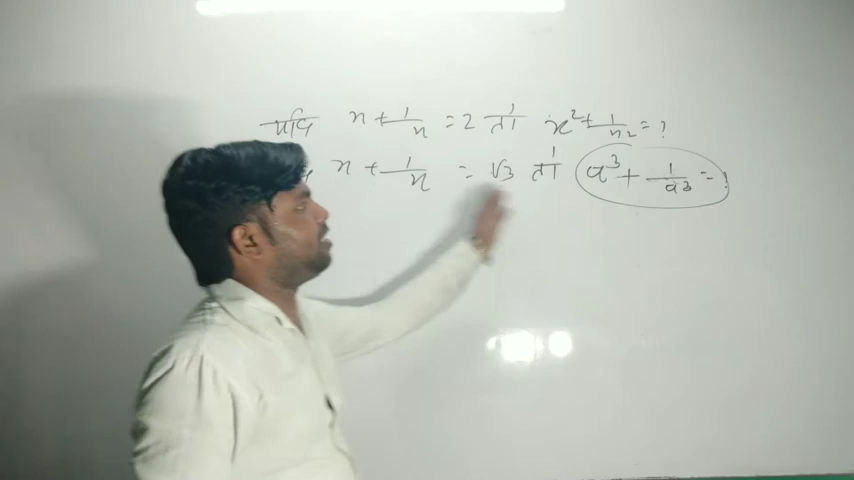 यदि x + 1/x = 2 तो x² + 1/x² = ?
x + 1/x = √3 तो x³ + 1/x³ = ?